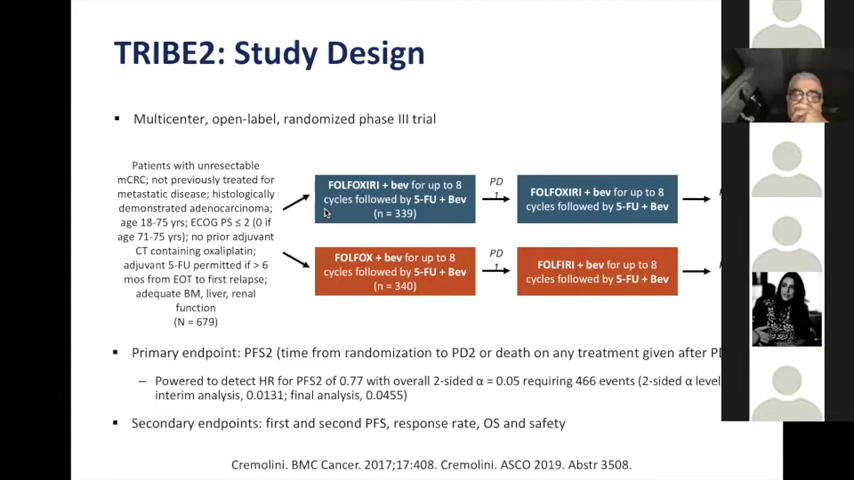 TRIBE2: Study Design
▪ Multicenter, open-label, randomized phase III trial
Patients with unresectable
mCRC; not previously treated for
metastatic disease; histologically
demonstrated adenocarcinoma;
age 18-75 yrs; ECOG PS ≤ 2 (0 if
age 71-75 yrs); no prior adjuvant
CT containing oxaliplatin;
adjuvant 5-FU permitted if > 6
mos from EOT to first relapse;
adequate BM, liver, renal
function
(N = 679)
FOLFOXIRI + bev for up to 8
cycles followed by 5-FU + Bev
(n = 339)
PD
1
FOLFOXIRI + bev for up to 8
cycles followed by 5-FU + Bev
FOLFOX + bev for up to 8
cycles followed by 5-FU + Bev
(n = 340)
PD
1
FOLFIRI + bev for up to 8
cycles followed by 5-FU + Bev
▪ Primary endpoint: PFS2 (time from randomization to PD2 or death on any treatment given after
– Powered to detect HR for PFS2 of 0.77 with overall 2-sided α = 0.05 requiring 466 events (2-sided α level
interim analysis, 0.0131; final analysis, 0.0455)
▪ Secondary endpoints: first and second PFS, response rate, OS and safety
Cremolini. BMC Cancer. 2017;17:408. Cremolini. ASCO 2019. Abstr 3508.